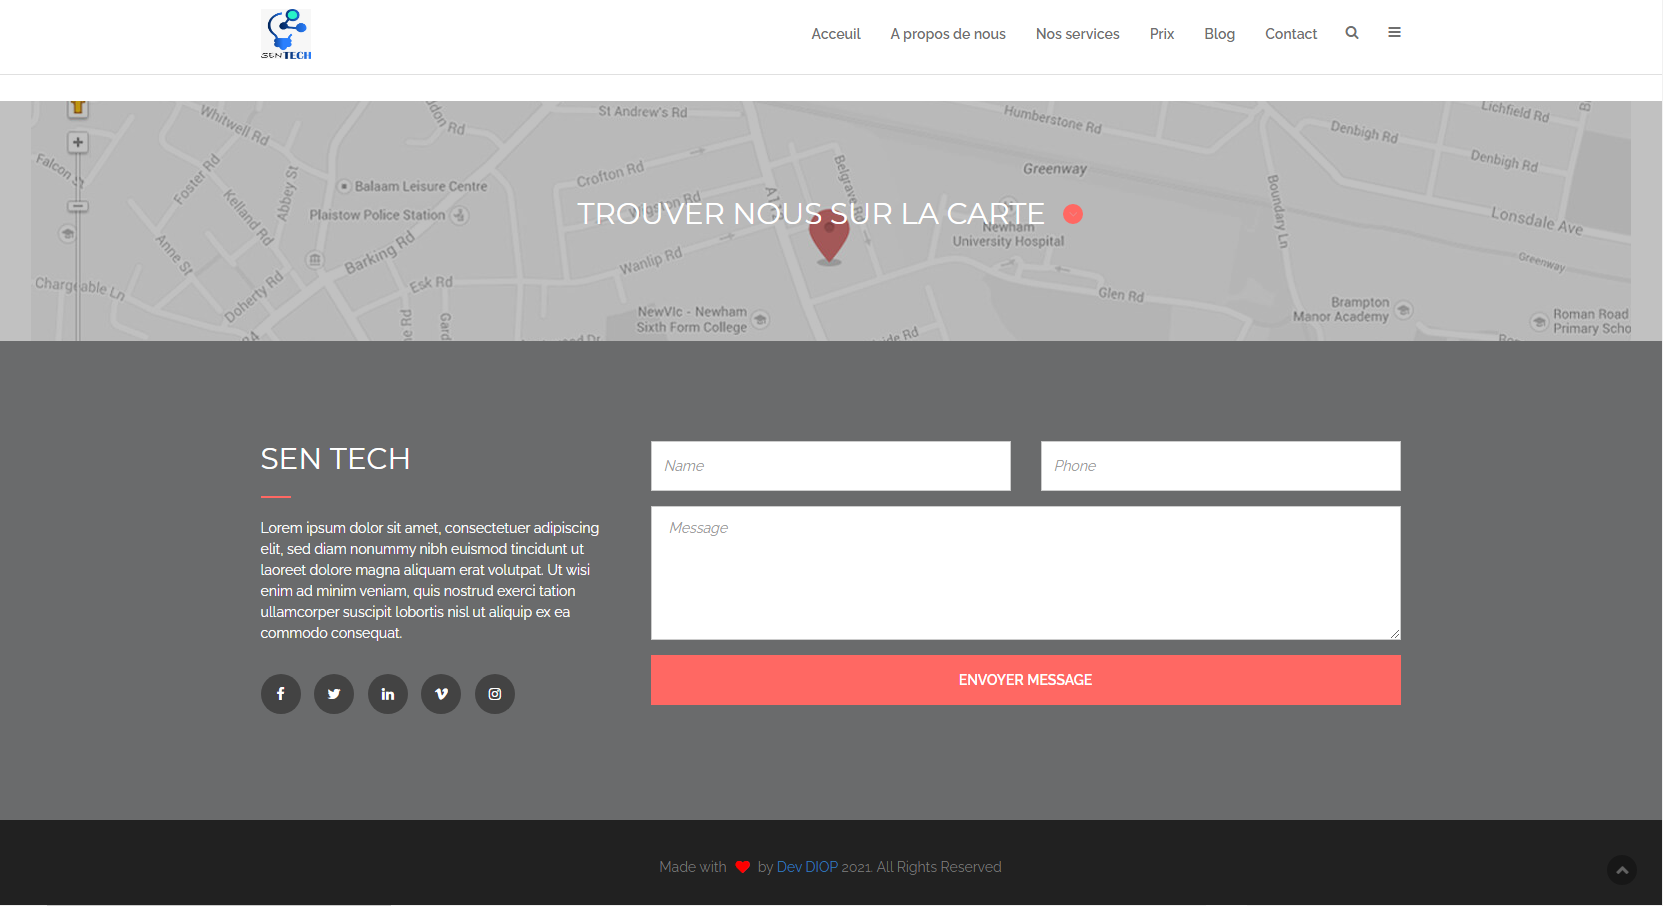 SENTECH
Acceuil
A propos de nous
Nos services
Prix
Blog
Contact
St Andrew's Rd
Humberstone Rd
Lichfield Rd
Whitwell Rd
Denbigh Rd
Denbigh Rd
Foster Rd
Kelland Rd
Abbey St
Balaam Leisure Centre
Crofton Rd
Greenway
Boundary Ln
Plaistow Police Station
TROUVER NOUS SUR LA CARTE
Lonsdale Ave
Newham
University Hospital
Anne St
Barking Rd
Wanlip Rd
Greenway
Chargeable Ln
Doherty Rd
Esk Rd
Glen Rd
NewVIc - Newham
Sixth Form College
Brampton
Manor Academy
Roman Road
Primary Scho
SEN TECH
Lorem ipsum dolor sit amet, consectetuer adipiscing
elit, sed diam nonummy nibh euismod tincidunt ut
laoreet dolore magna aliquam erat volutpat. Ut wisi
enim ad minim veniam, quis nostrud exerci tation
ullamcorper suscipit lobortis nisl ut aliquip ex ea
commodo consequat.
Name
Phone
Message
ENVOYER MESSAGE
Made with by Dev DIOP 2021. All Rights Reserved